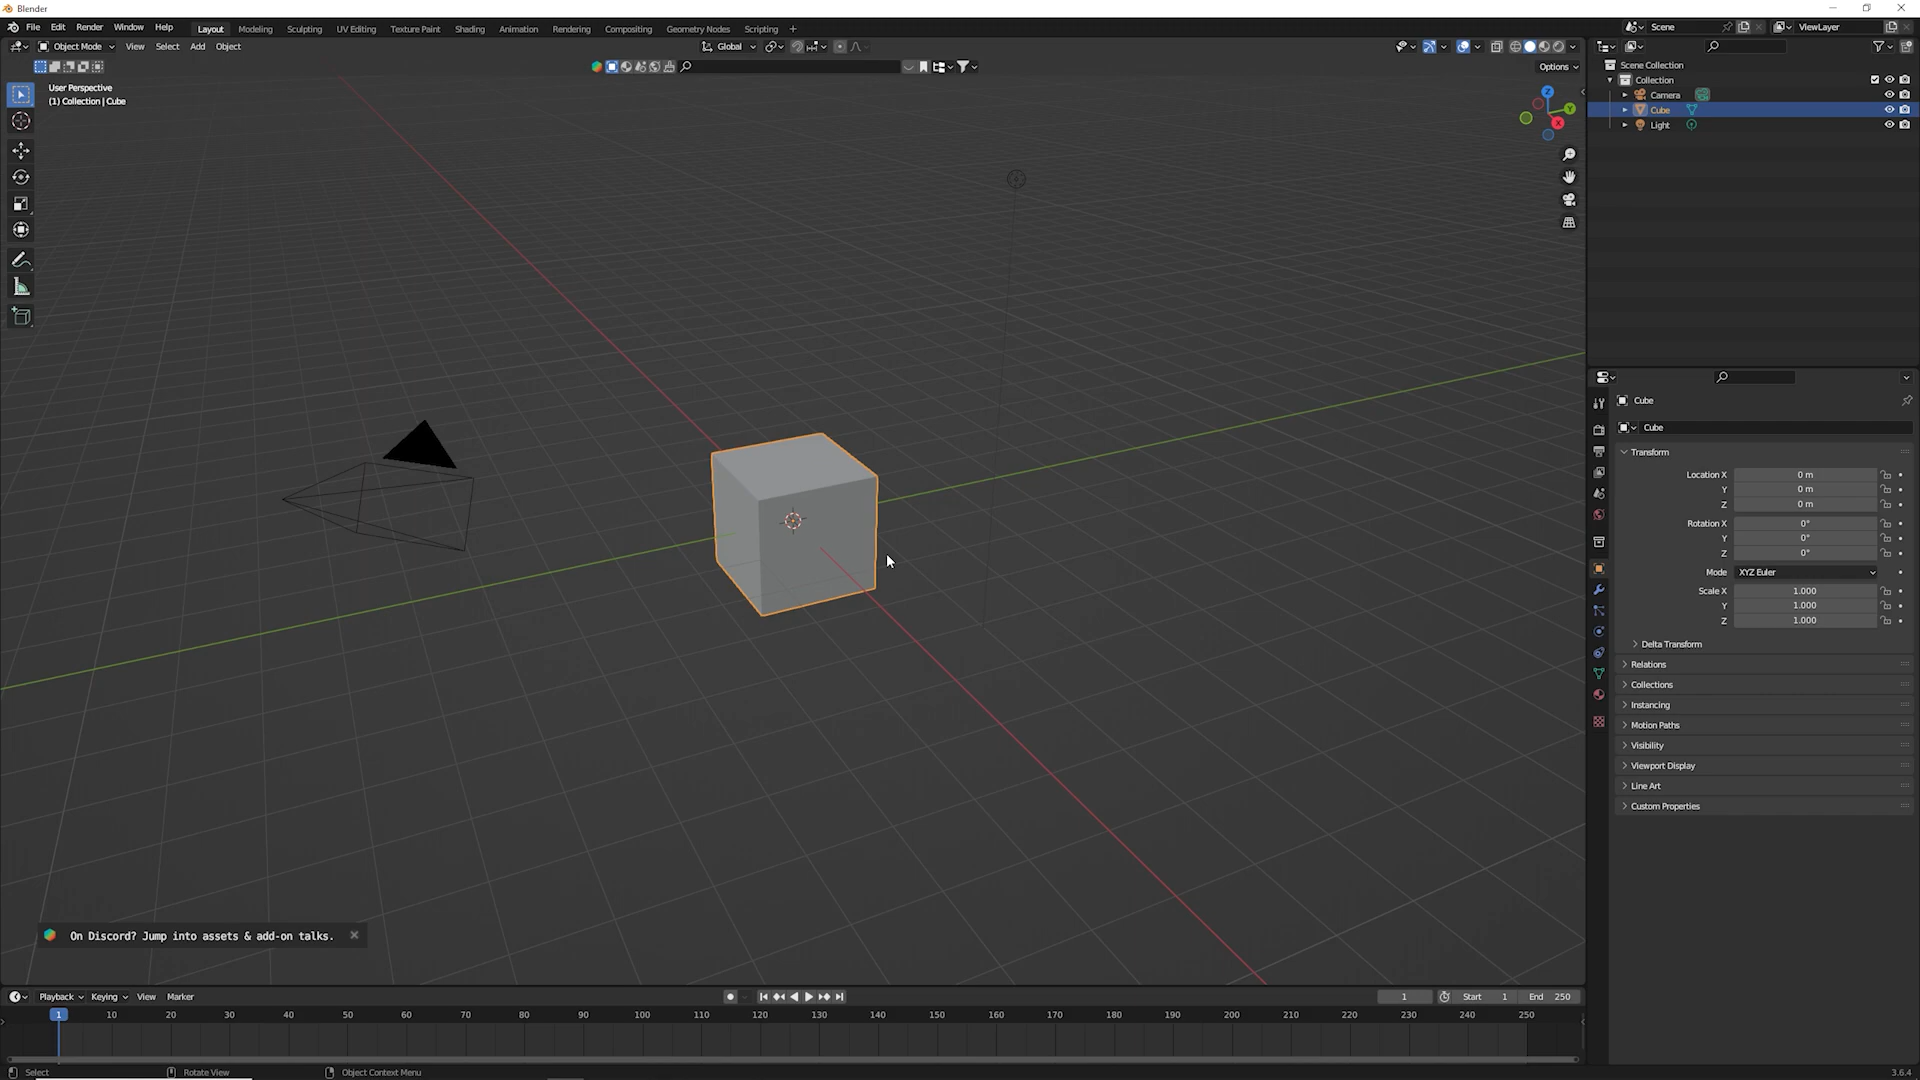 Blender
File Edit Render Window Help Layout Modeling Sculpting UV Editing Texture Paint Shading Animation Rendering Compositing Geometry Nodes Scripting + Scene ViewLayer
Object Mode View Select Add Object Global
Options
User Perspective
(1) Collection | Cube
Z
Y
X
Scene Collection
Collection
Camera
Cube
Light
Cube
Cube
Transform
Location X 0 m
Y 0 m
Z 0 m
Rotation X 0°
Y 0°
Z 0°
Mode XYZ Euler
Scale X 1.000
Y 1.000
Z 1.000
Delta Transform
Relations
Collections
Instancing
Motion Paths
Visibility
Viewport Display
Line Art
Custom Properties
On Discord? Jump into assets & add-on talks.
Playback Keying View Marker 1 Start 1 End 250
1 10 20 30 40 50 60 70 80 90 100 110 120 130 140 150 160 170 180 190 200 210 220 230 240 250
Select Rotate View Object Context Menu 3.6.4